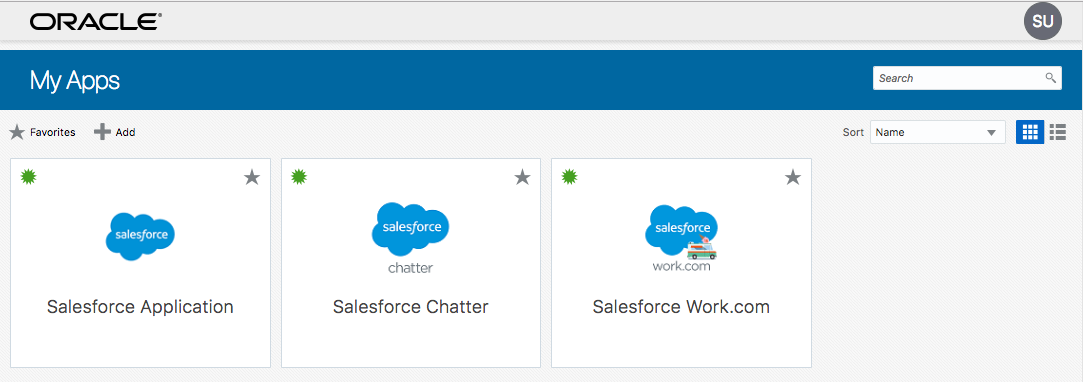 ORACLE®
SU
My Apps
Search
Favorites
Add
Sort
Name
salesforce
Salesforce Application
salesforce
chatter
Salesforce Chatter
salesforce
work.com
Salesforce Work.com